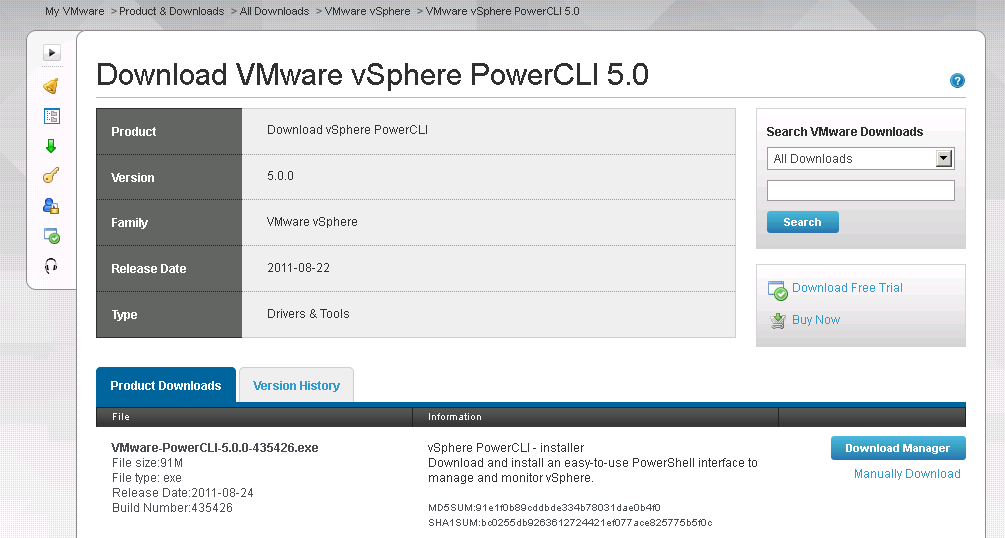 My VMware > Product & Downloads > All Downloads > VMware vSphere > VMware vSphere PowerCLI 5.0
Download VMware vSphere PowerCLI 5.0
?
Product Download vSphere PowerCLI
Version 5.0.0
Family VMware vSphere
Release Date 2011-08-22
Type Drivers & Tools
Search VMware Downloads
All Downloads
Search
Download Free Trial
Buy Now
Product Downloads Version History
File Information
VMware-PowerCLI-5.0.0-435426.exe
File size:91M
File type: exe
Release Date:2011-08-24
Build Number:435426
vSphere PowerCLI - installer
Download and install an easy-to-use PowerShell interface to
manage and monitor vSphere.
MD5SUM:91e1f0b89cddbde334b78031dae0b4f0
SHA1SUM:bc0255db9263612724421ef077ace825775b5f0c
Download Manager
Manually Download